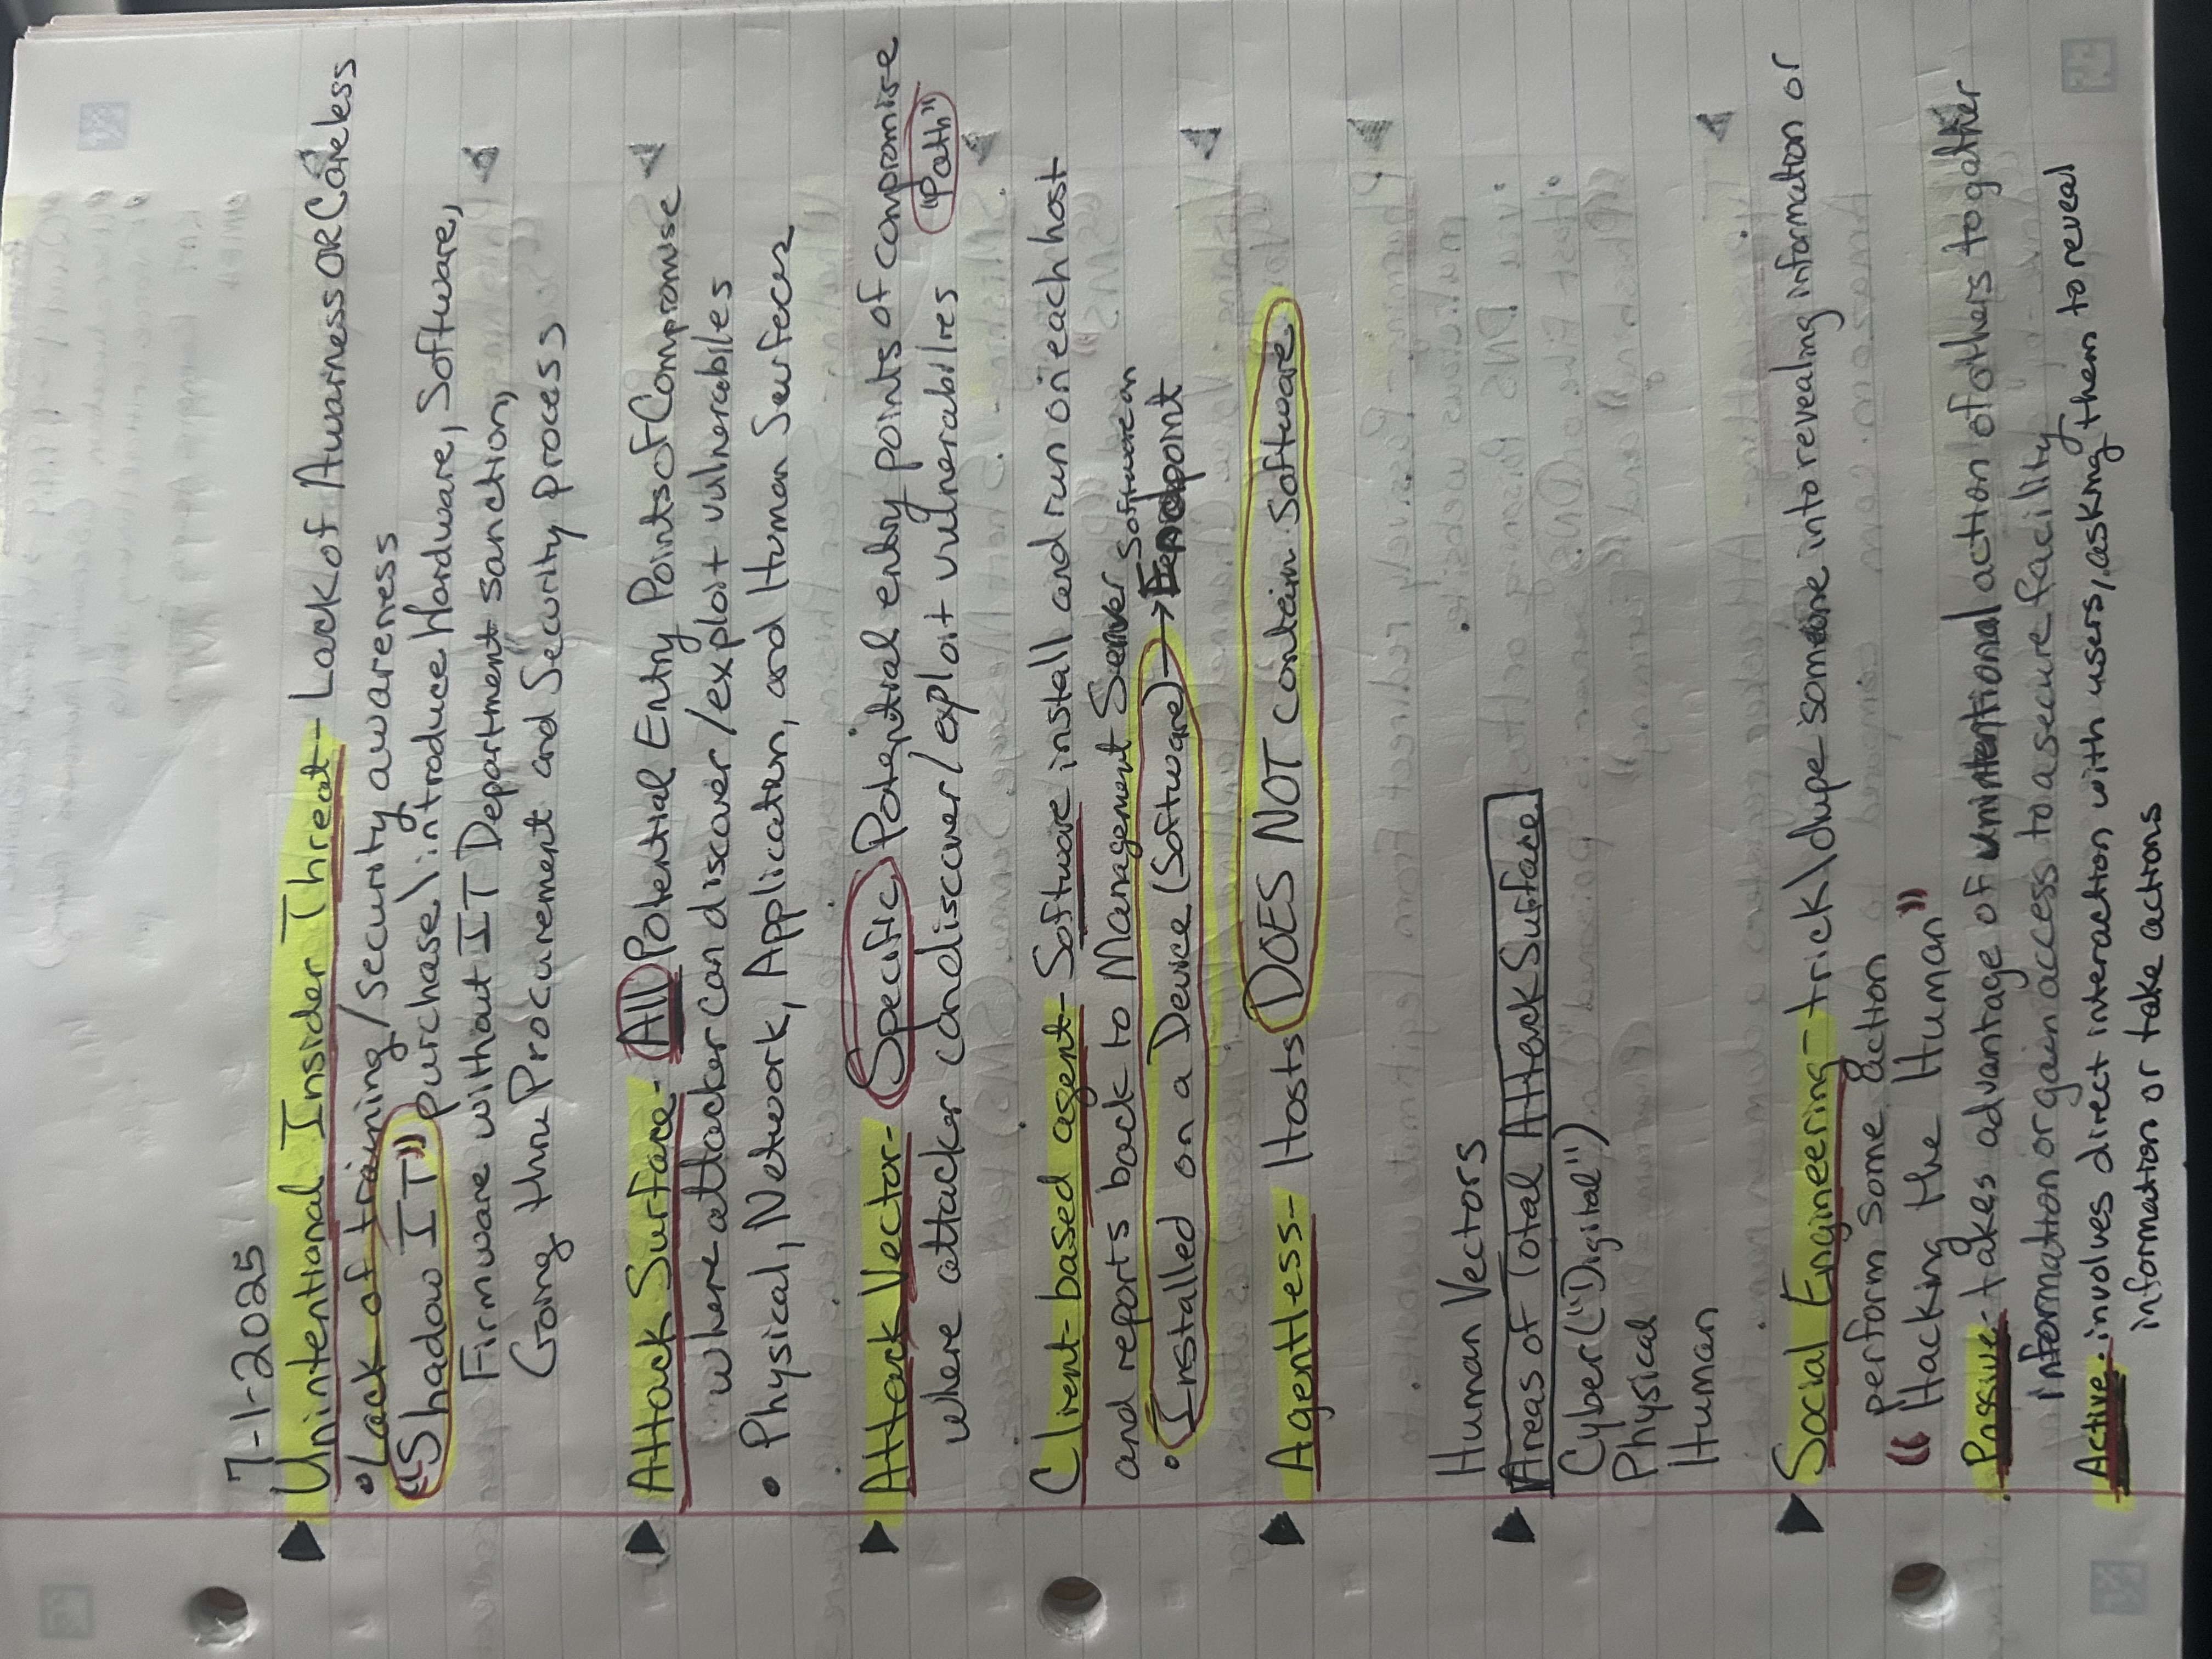 7-1-2025
Unintentional Insider Threat - Lack of Awarness OR Careless
• Lack of training/security awareness
"Shadow IT" purchase\introduce Hardware, Software,
Firmware without IT Department sanction,
Going thru Procurement and Security process
Attack Surface - All Potential Entry Points of Compromise
where attacker can discover/exploit vulnerabiles
• Physical, Network, Application, and Human Surfaces
Attack Vector - Specific Potential entry points of compromise
where attacker can discover/exploit vulnerabilres "Path"
Client-based agent - Software install and run on each host
and reports back to Management Server
Software on
• Installed on a Device (Software) → Endpoint
Agentless - Hosts DOES NOT contain software
Human Vectors
Areas of Total Attack Surface
Cyber ("Digital")
Physical
Human
Social Engineering - trick\dupe someone into revealing information or
perform some action
"Hacking the Human"
Passive - takes advantage of unintentional action of others to gather
information or gain access to a secure facility
Active - involves direct interaction with users, asking them to reveal
information or take actions